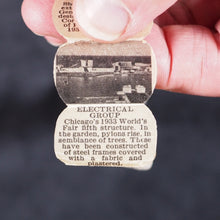 ELECTRICAL
GROUP
Chicago's 1933 World's
Fair fifth structure. In
the garden, pylons rise, in
semblance of trees. These
have been constructed
of steel frames covered
with a fabric and
plastered.